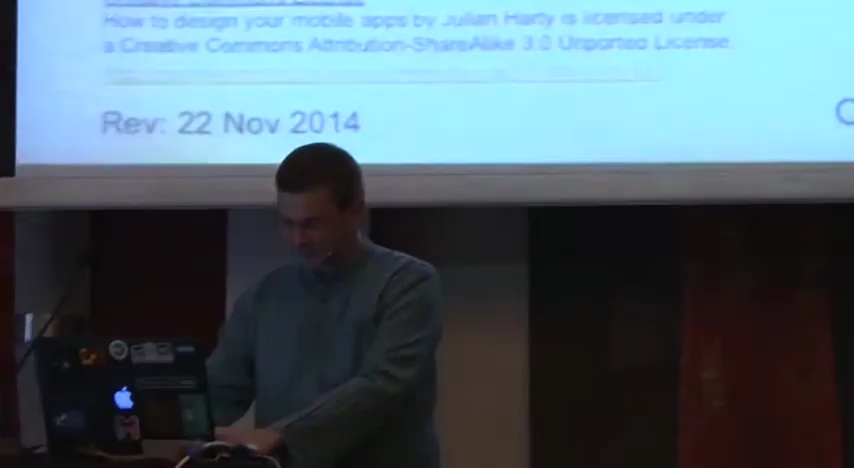 How to design your mobile apps by Julian Harty is licensed under
a Creative Commons Attribution-ShareAlike 3.0 Unported License
Rev: 22 Nov 2014